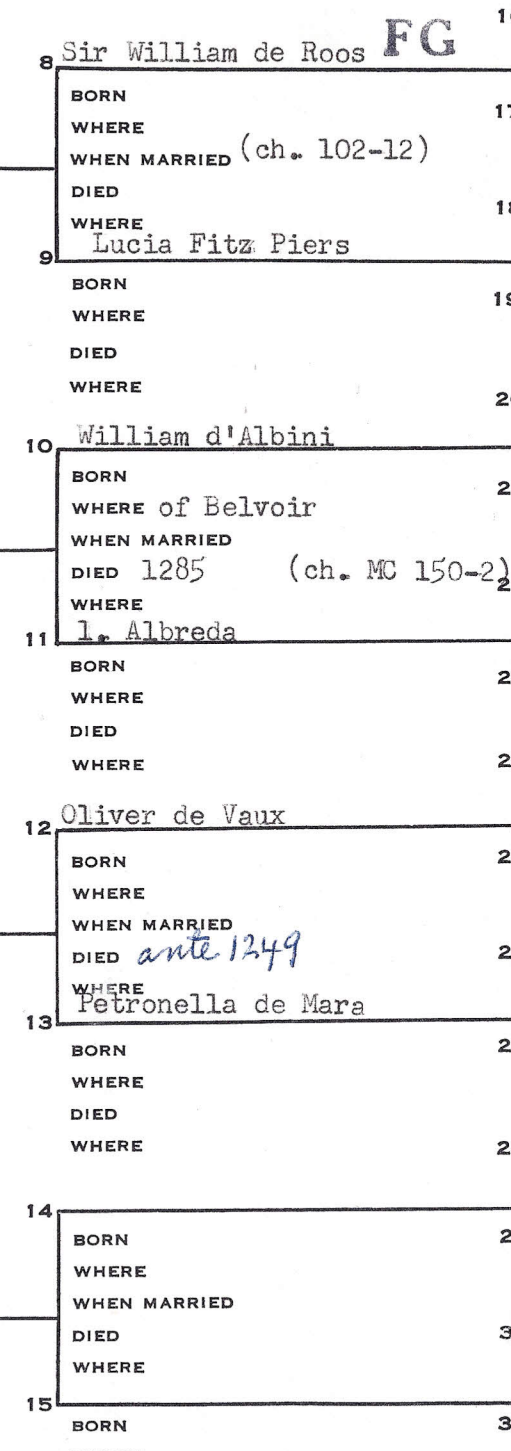 Sir William de Roos FG
8
BORN
WHERE
WHEN MARRIED (ch. 102-12)
DIED
WHERE
Lucia Fitz Piers
9
BORN
WHERE
DIED
WHERE
William d'Albini
10
BORN
WHERE of Belvoir
WHEN MARRIED
DIED 1285 (ch. MC 150-2)
WHERE
11 1. Albreda
BORN
WHERE
DIED
WHERE
Oliver de Vaux
12
BORN
WHERE
WHEN MARRIED
DIED ante 1249
WHERE
Petronella de Mara
13
BORN
WHERE
DIED
WHERE
14
BORN
WHERE
WHEN MARRIED
DIED
WHERE
15
BORN